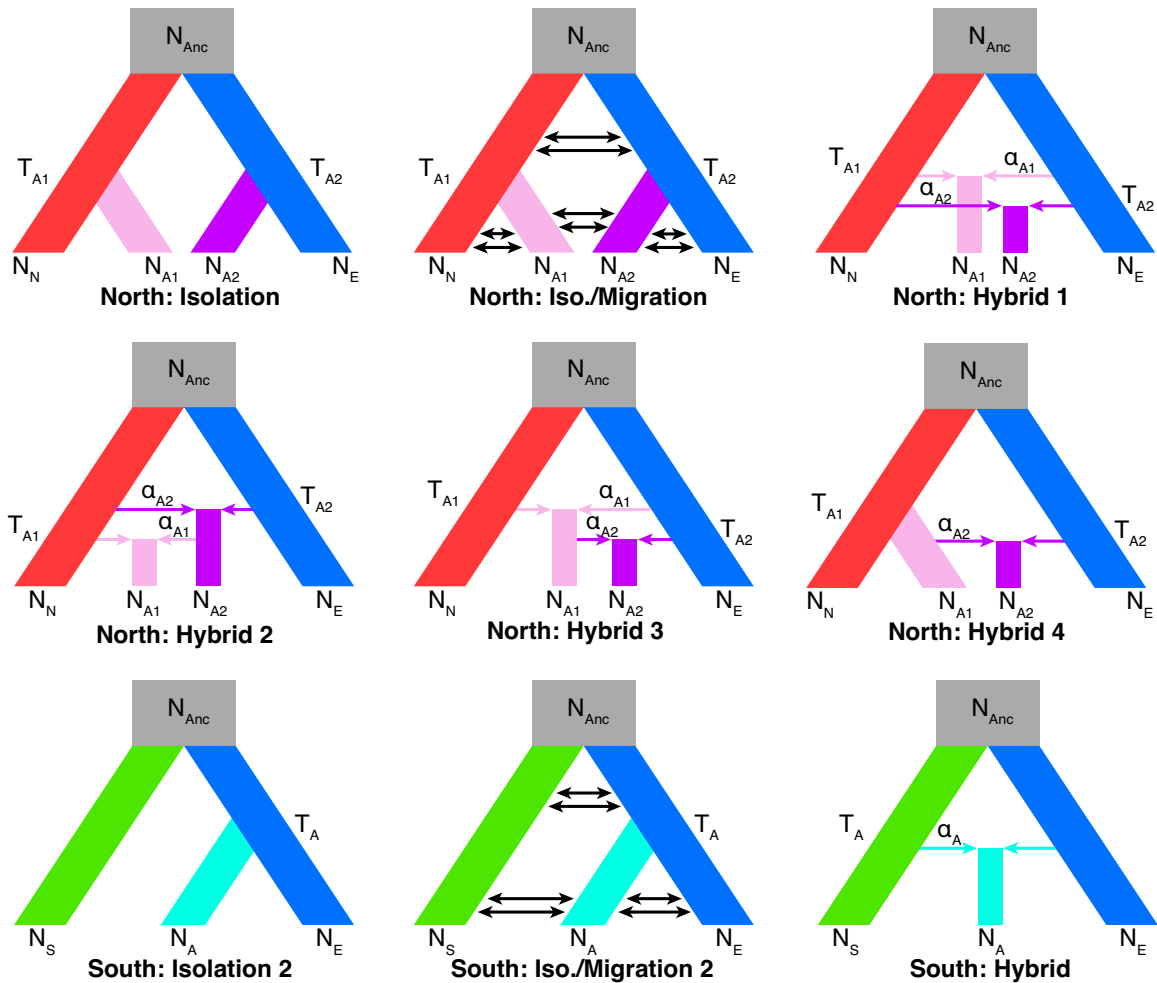 N_Anc
T_A1
T_A2
N_N
N_A1
N_A2
N_E
North: Isolation
N_Anc
T_A1
T_A2
N_N
N_A1
N_A2
N_E
North: Iso./Migration
N_Anc
T_A1
α_A1
α_A2
T_A2
N_N
N_A1
N_A2
N_E
North: Hybrid 1
N_Anc
α_A2
T_A2
T_A1
α_A1
N_N
N_A1
N_A2
N_E
North: Hybrid 2
N_Anc
T_A1
α_A1
α_A2
T_A2
N_N
N_A1
N_A2
N_E
North: Hybrid 3
N_Anc
T_A1
α_A2
T_A2
N_N
N_A1
N_A2
N_E
North: Hybrid 4
N_Anc
T_A
N_S
N_A
N_E
South: Isolation 2
N_Anc
T_A
N_S
N_A
N_E
South: Iso./Migration 2
N_Anc
T_A
α_A
N_S
N_A
N_E
South: Hybrid